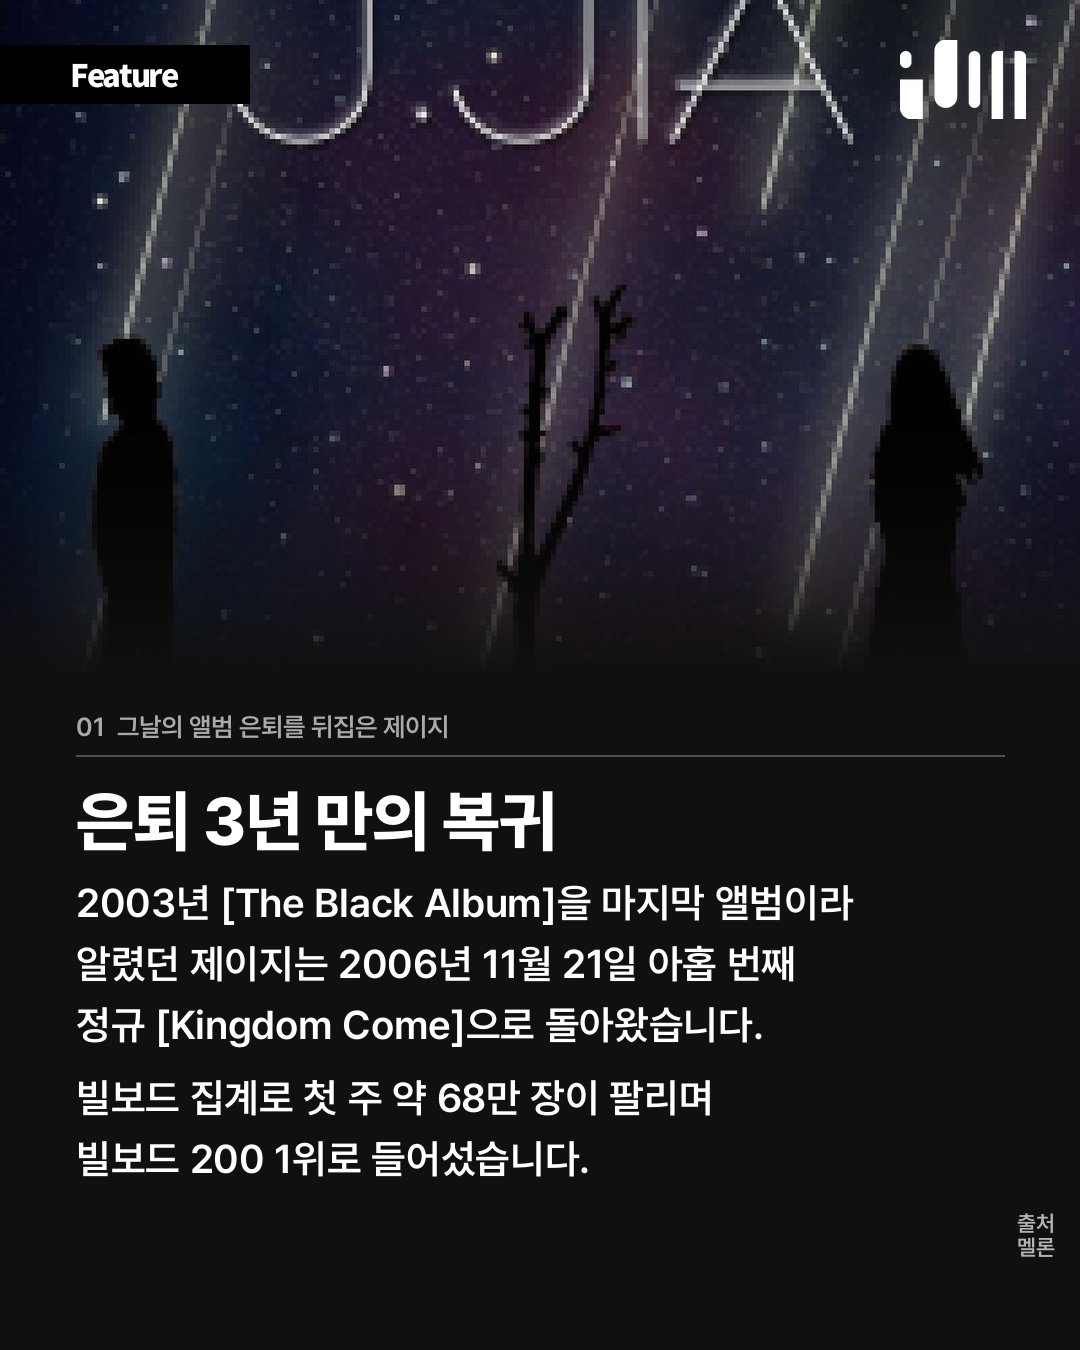 J.JIA
Feature
01 그날의 앨범 은퇴를 뒤집은 제이지
은퇴 3년 만의 복귀
2003년 [The Black Album]을 마지막 앨범이라
알렸던 제이지는 2006년 11월 21일 아홉 번째
정규 [Kingdom Come]으로 돌아왔습니다.
빌보드 집계로 첫 주 약 68만 장이 팔리며
빌보드 200 1위로 들어섰습니다.
출처
멜론